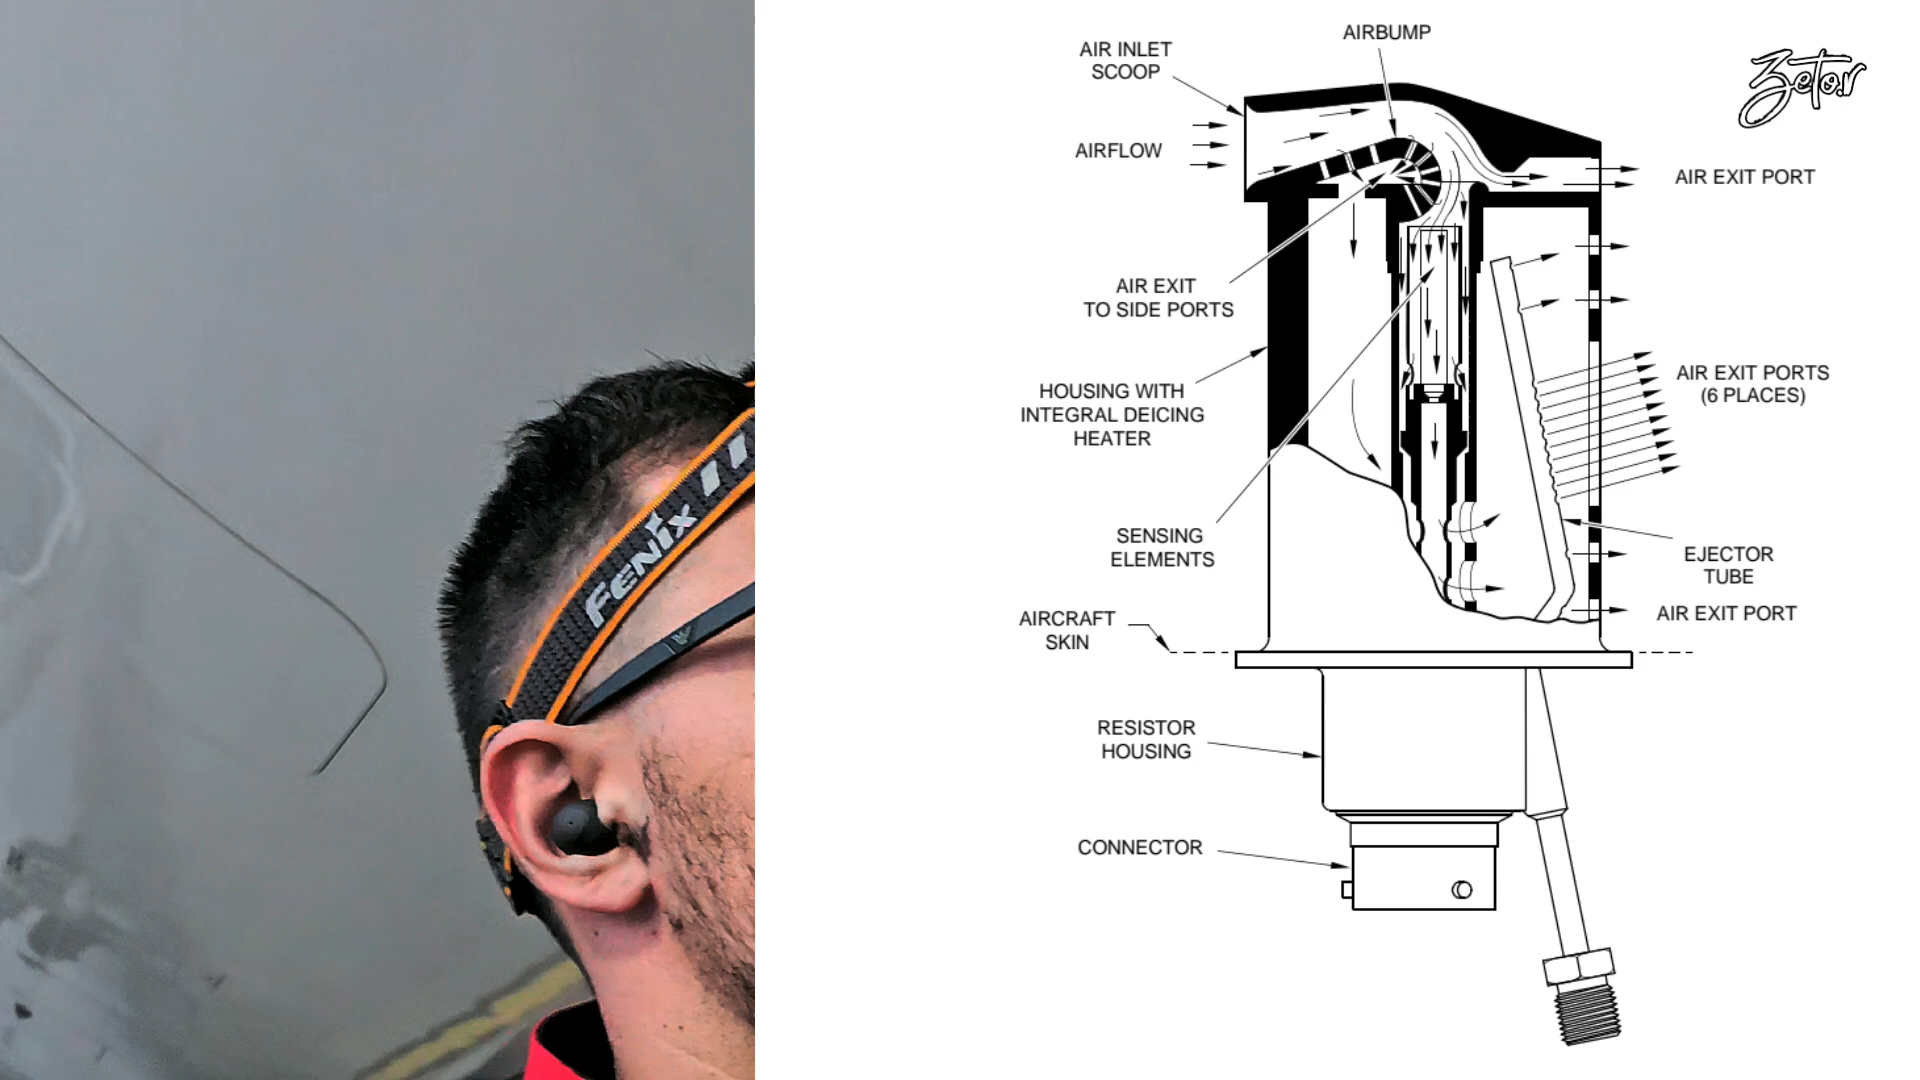 FENIX
AIRBUMP
AIR INLET
SCOOP
AIRFLOW
AIR EXIT PORT
AIR EXIT
TO SIDE PORTS
HOUSING WITH
INTEGRAL DEICING
HEATER
AIR EXIT PORTS
(6 PLACES)
SENSING
ELEMENTS
EJECTOR
TUBE
AIR EXIT PORT
AIRCRAFT
SKIN
RESISTOR
HOUSING
CONNECTOR
Zeto.r